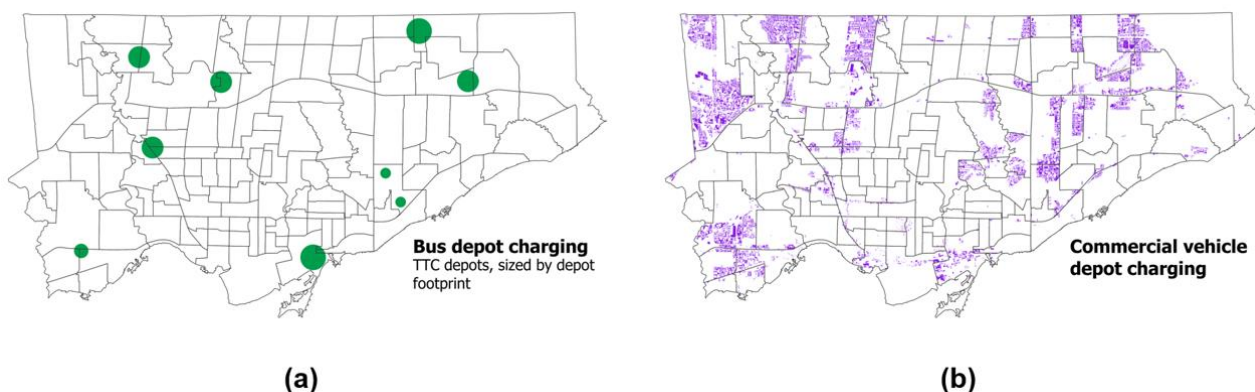 Bus depot charging
TTC depots, sized by depot
footprint
Commercial vehicle
depot charging
(a)
(b)